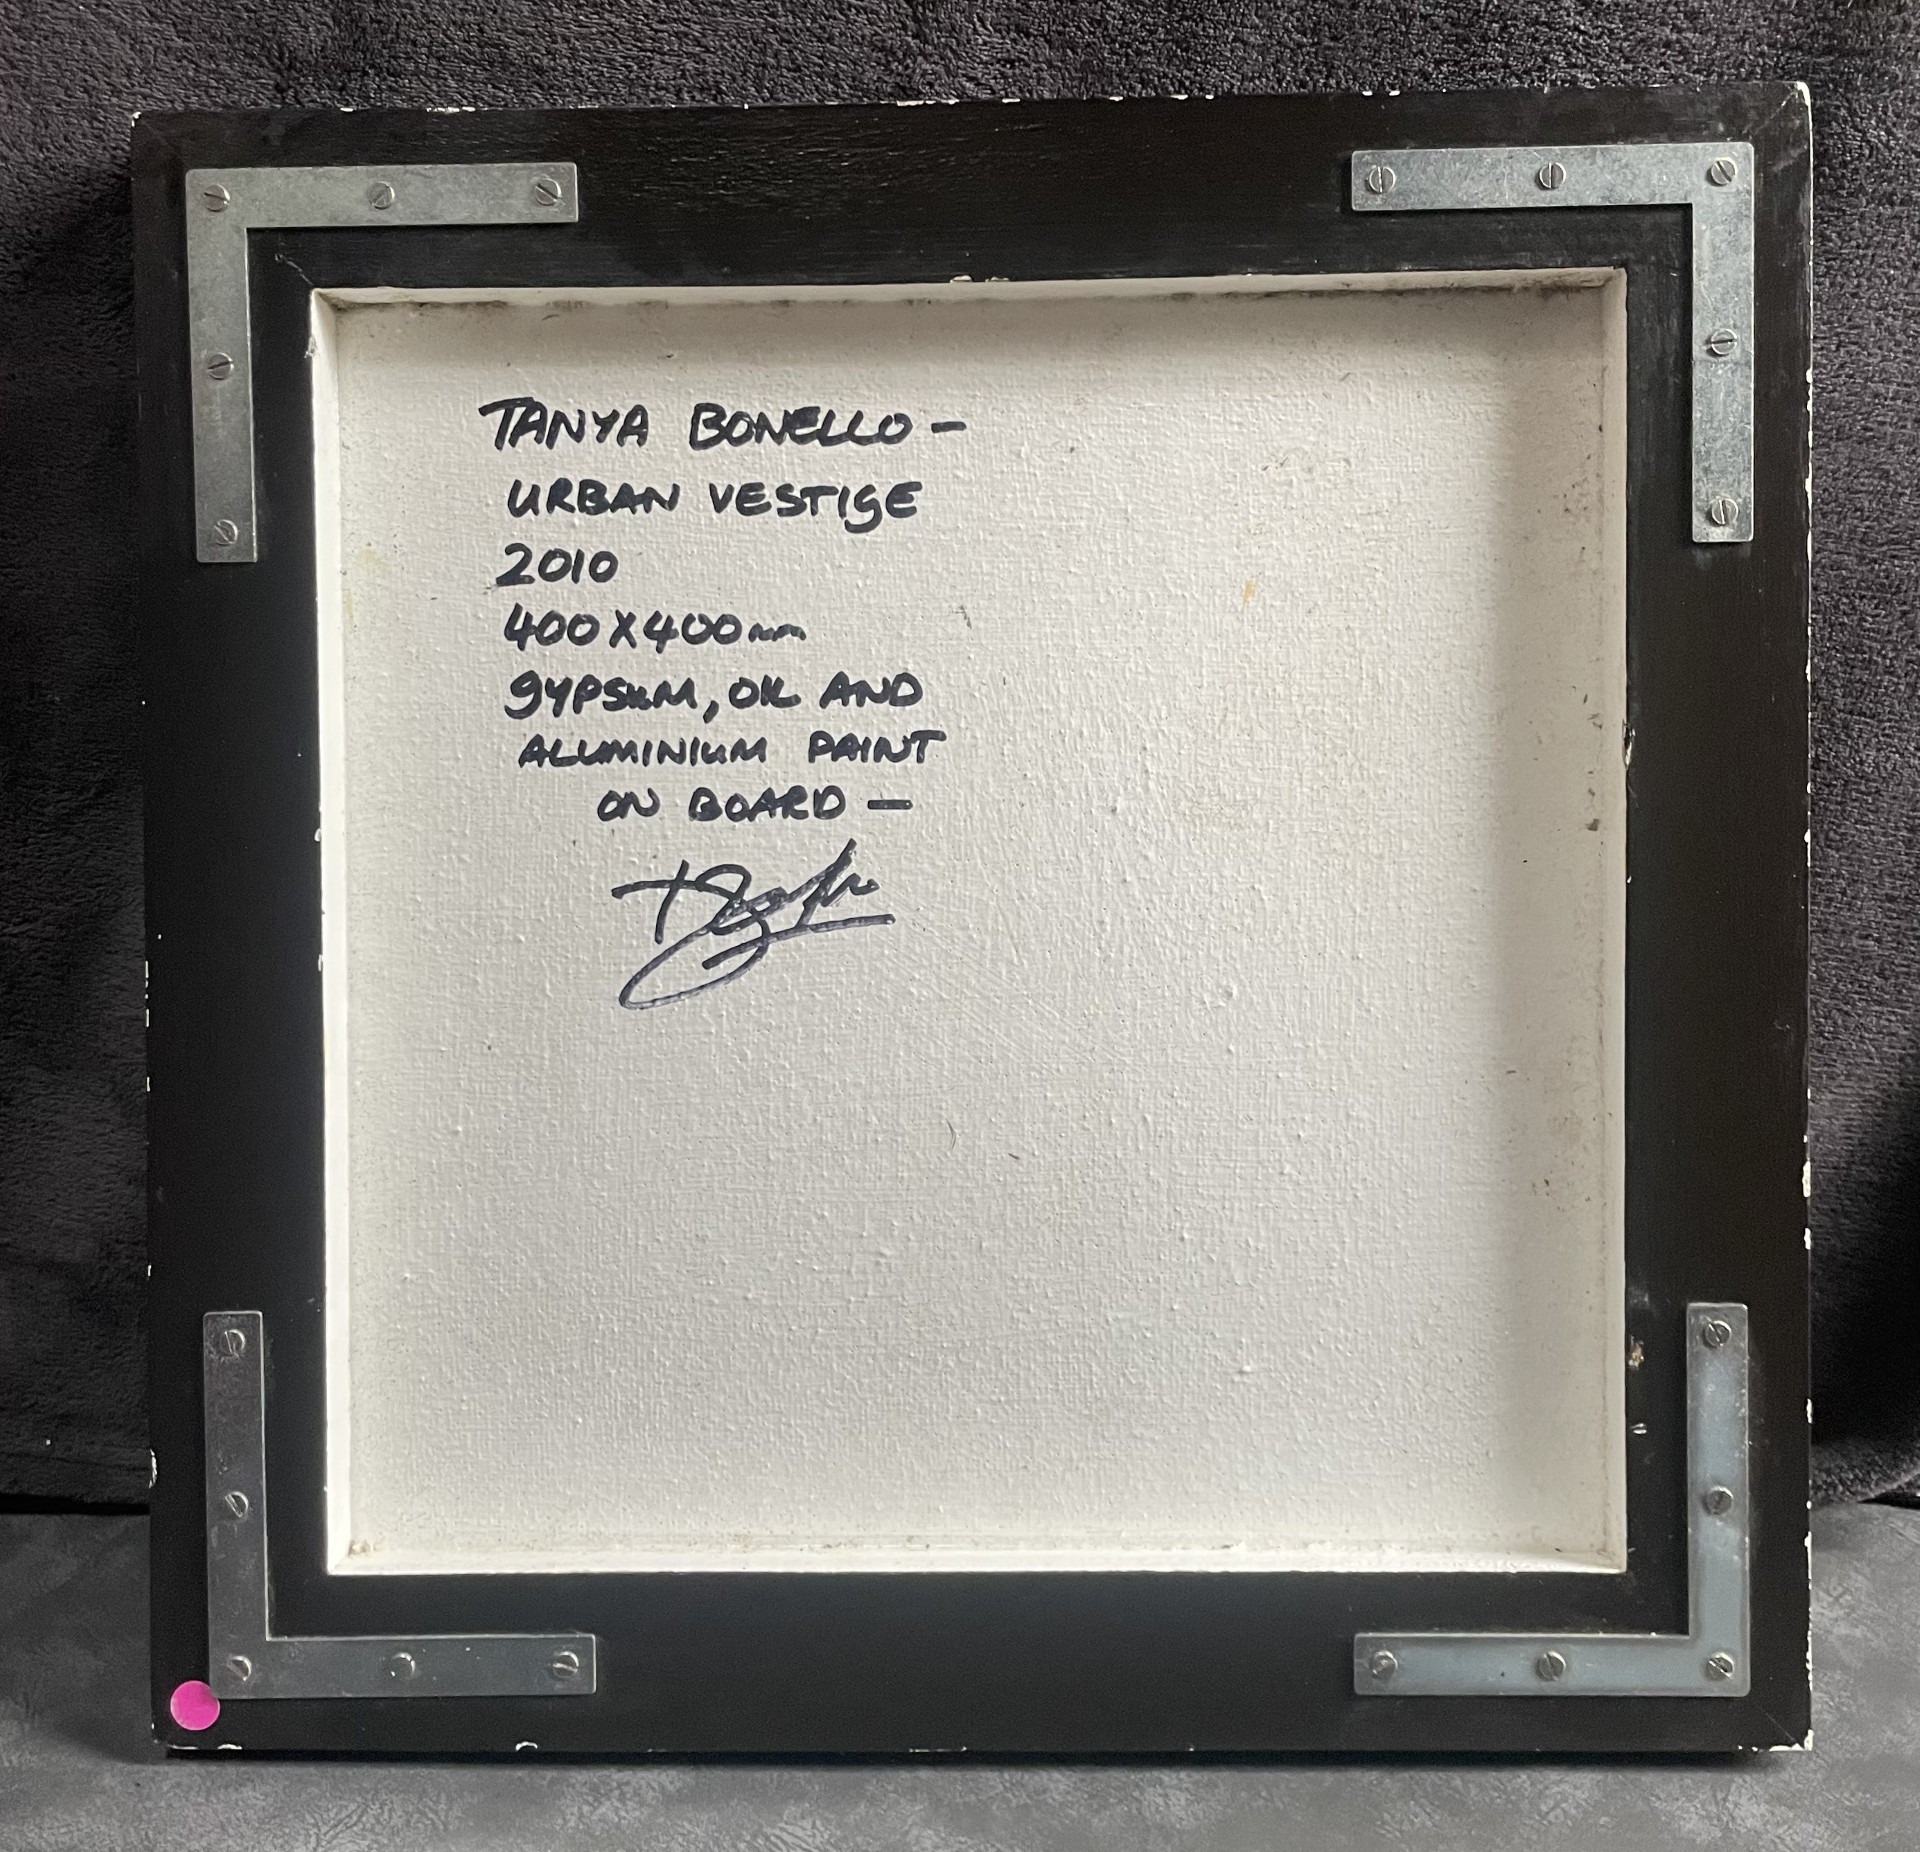 TANYA BONELLO –
URBAN VESTIGE
2010
400 X 400mm
GYPSUM, OIL AND
ALUMINIUM PAINT
ON BOARD –